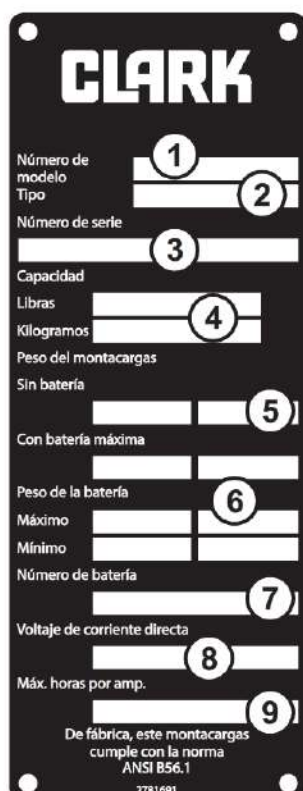 CLARK
Número de
modelo
1
Tipo
2
Número de serie
3
Capacidad
Libras
4
Kilogramos
Peso del montacargas
Sin batería
5
Con batería máxima
Peso de la batería
6
Máximo
Mínimo
Número de batería
7
Voltaje de corriente directa
8
Máx. horas por amp.
9
De fábrica, este montacargas
cumple con la norma
ANSI B56.1
2781691